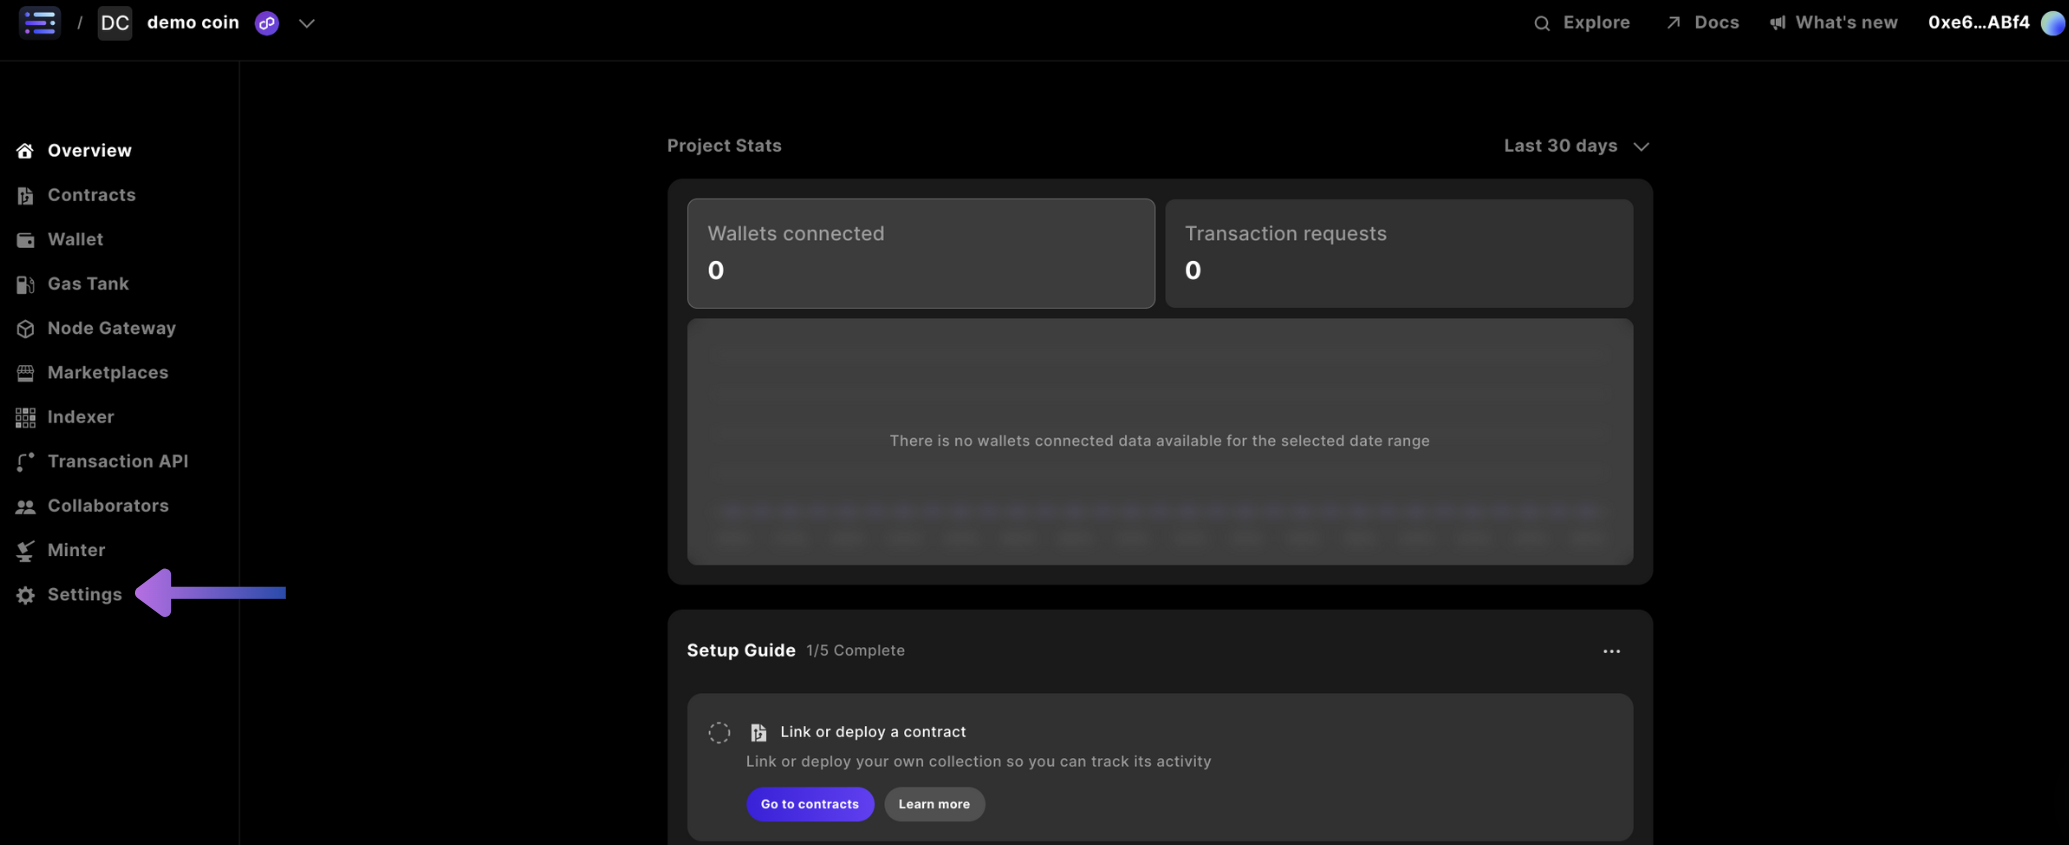 / DC demo coin
Explore Docs What's new 0xe6...ABf4
Overview
Contracts
Wallet
Gas Tank
Node Gateway
Marketplaces
Indexer
Transaction API
Collaborators
Minter
Settings
Project Stats Last 30 days
Wallets connected
0
Transaction requests
0
There is no wallets connected data available for the selected date range
Setup Guide 1/5 Complete
Link or deploy a contract
Link or deploy your own collection so you can track its activity
Go to contracts Learn more